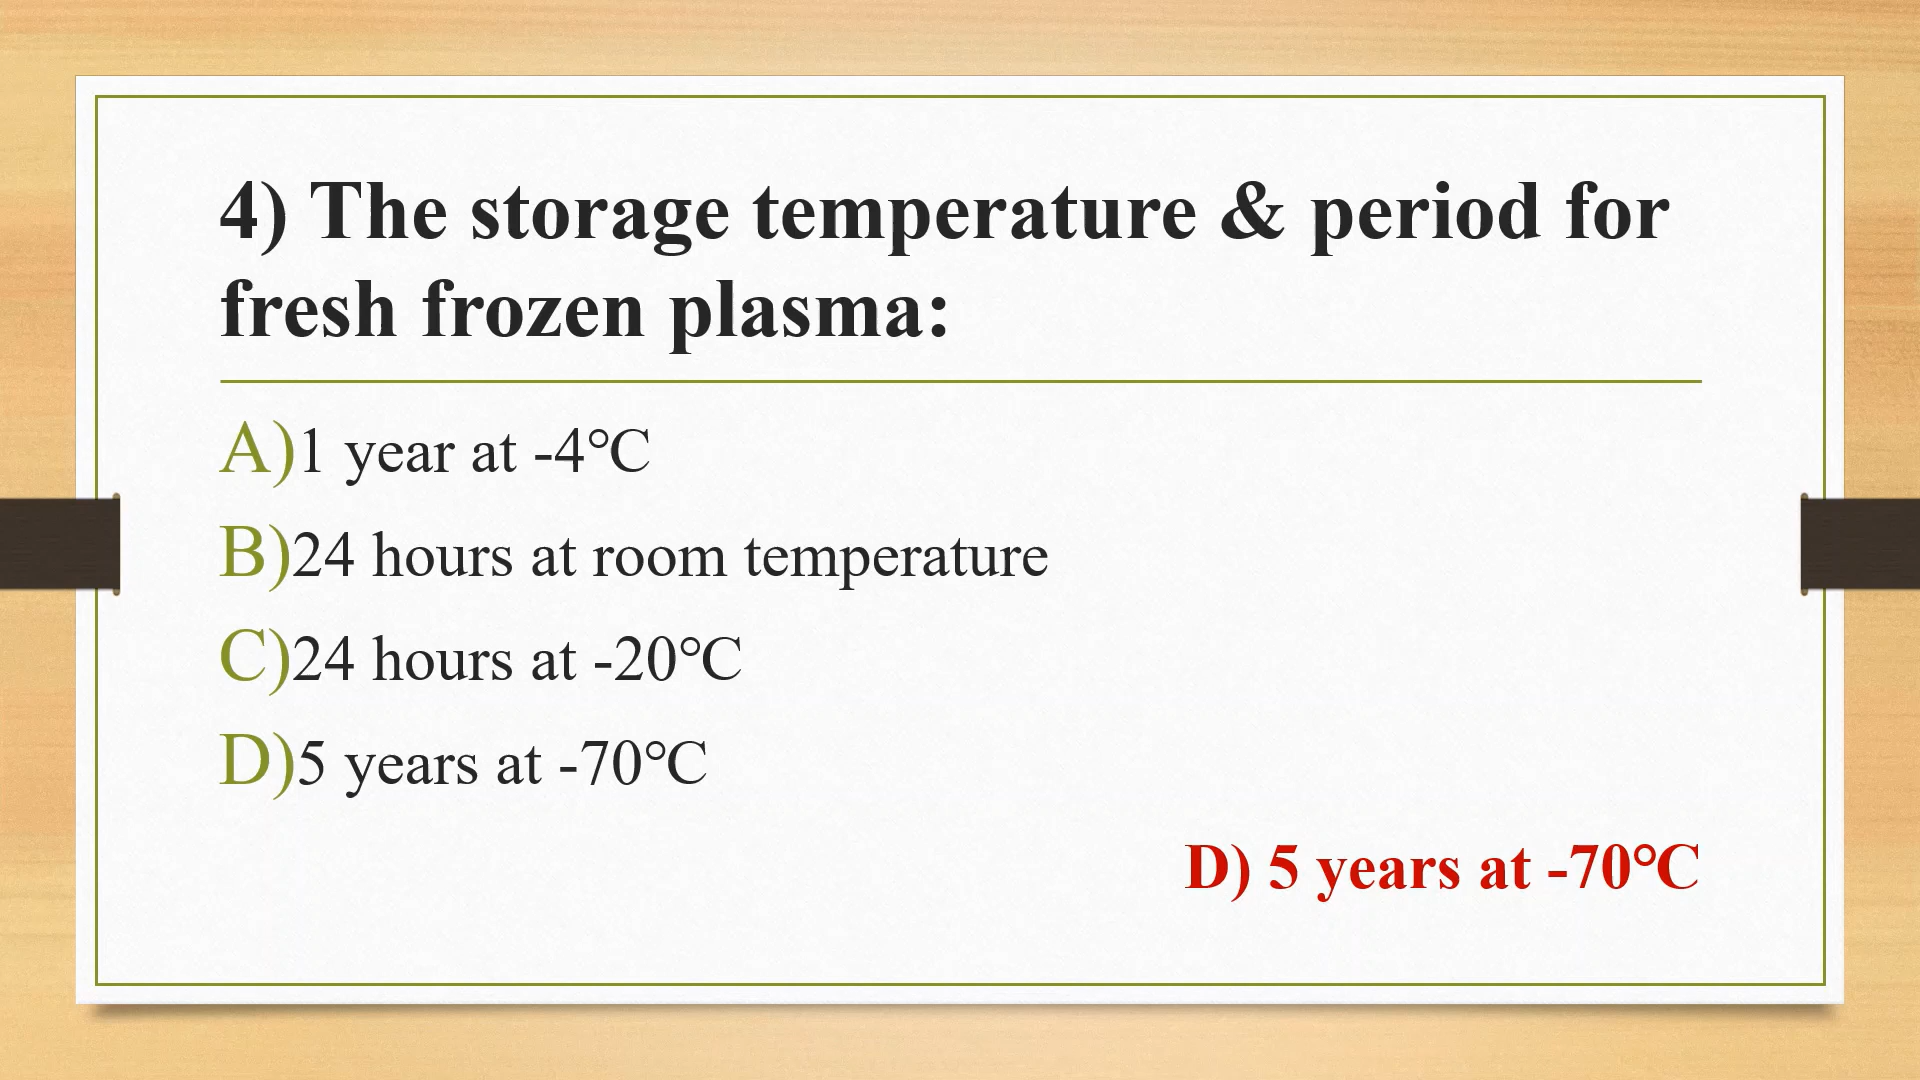 4) The storage temperature & period for
fresh frozen plasma:
A)1 year at -4°C
B)24 hours at room temperature
C)24 hours at -20°C
D)5 years at -70°C
D) 5 years at -70°C